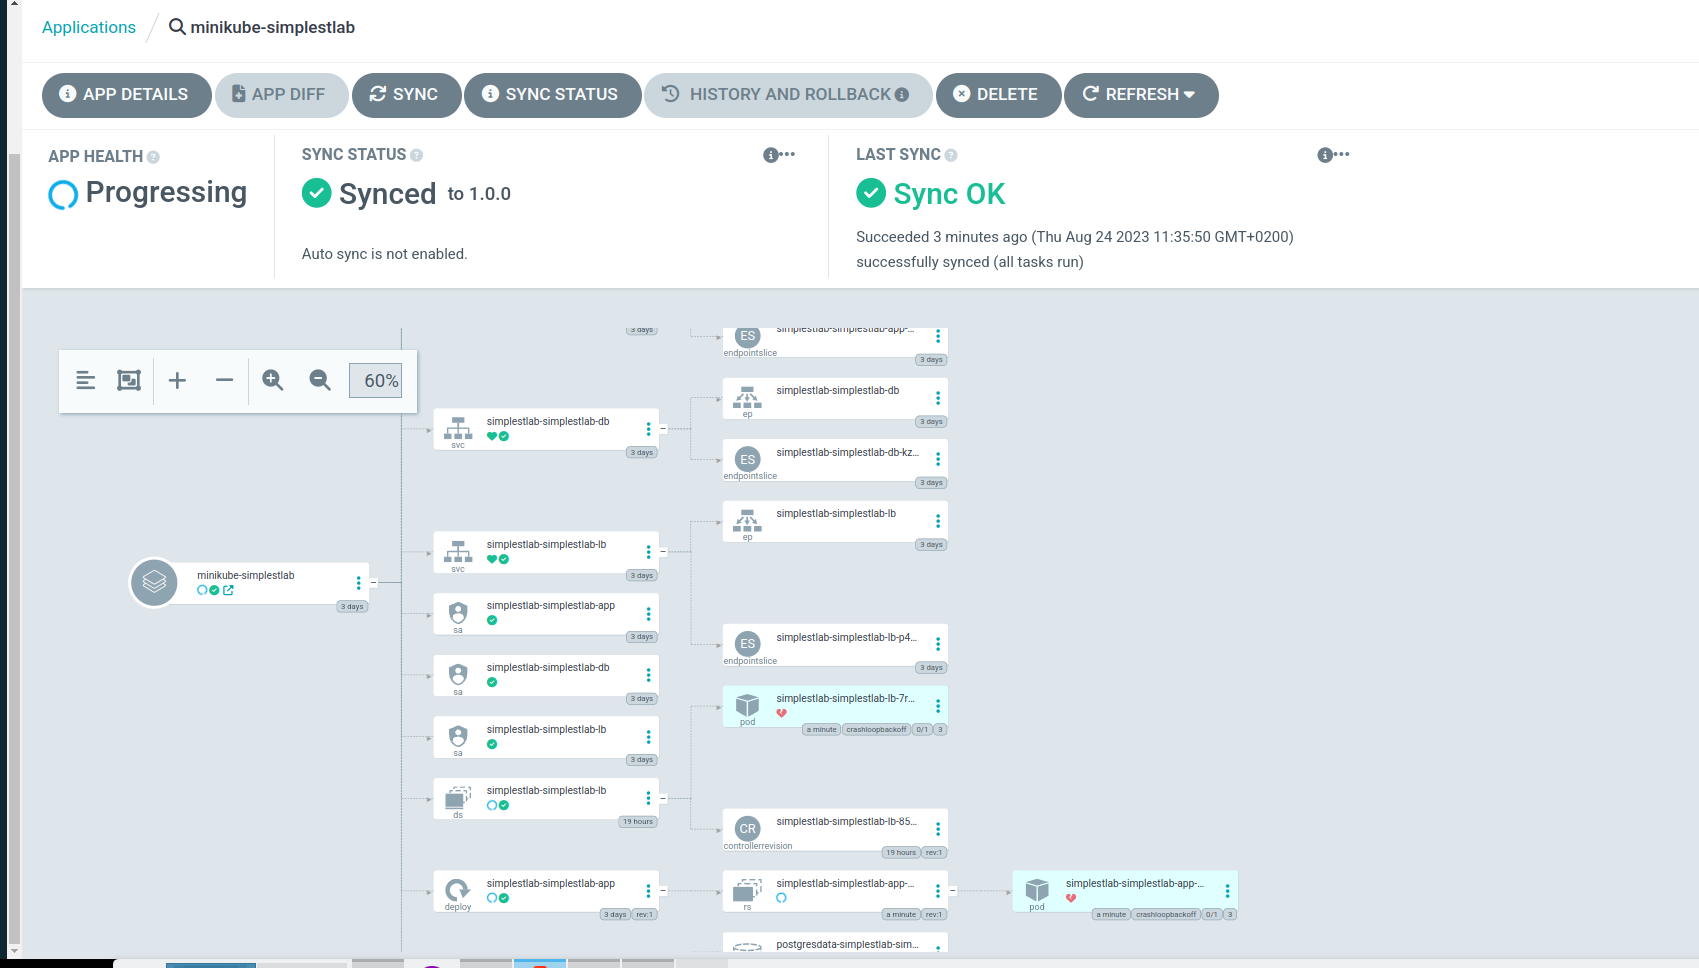 Applications
minikube-simplestlab
APP DETAILS
APP DIFF
SYNC
SYNC STATUS
HISTORY AND ROLLBACK
DELETE
REFRESH
APP HEALTH
Progressing
SYNC STATUS
Synced to 1.0.0
Auto sync is not enabled.
LAST SYNC
Sync OK
Succeeded 3 minutes ago (Thu Aug 24 2023 11:35:50 GMT+0200)
successfully synced (all tasks run)
60%
minikube-simplestlab
3 days
3 days
simplestlab-simplestlab-db
svc
3 days
simplestlab-simplestlab-lb
svc
3 days
simplestlab-simplestlab-app
sa
3 days
simplestlab-simplestlab-db
sa
3 days
simplestlab-simplestlab-lb
sa
3 days
simplestlab-simplestlab-lb
ds
19 hours
simplestlab-simplestlab-app
deploy
3 days rev:1
ES simplestlab-simplestlab-app-...
endpointslice
3 days
simplestlab-simplestlab-db
ep
3 days
ES simplestlab-simplestlab-db-kz...
endpointslice
3 days
simplestlab-simplestlab-lb
ep
3 days
ES simplestlab-simplestlab-lb-p4...
endpointslice
3 days
simplestlab-simplestlab-lb-7r...
pod
a minute crashloopbackoff 0/1 3
CR simplestlab-simplestlab-lb-85...
controllerrevision
19 hours rev:1
simplestlab-simplestlab-app-...
rs
a minute rev:1
postgresdata-simplestlab-sim...
simplestlab-simplestlab-app-...
pod
a minute crashloopbackoff 0/1 3